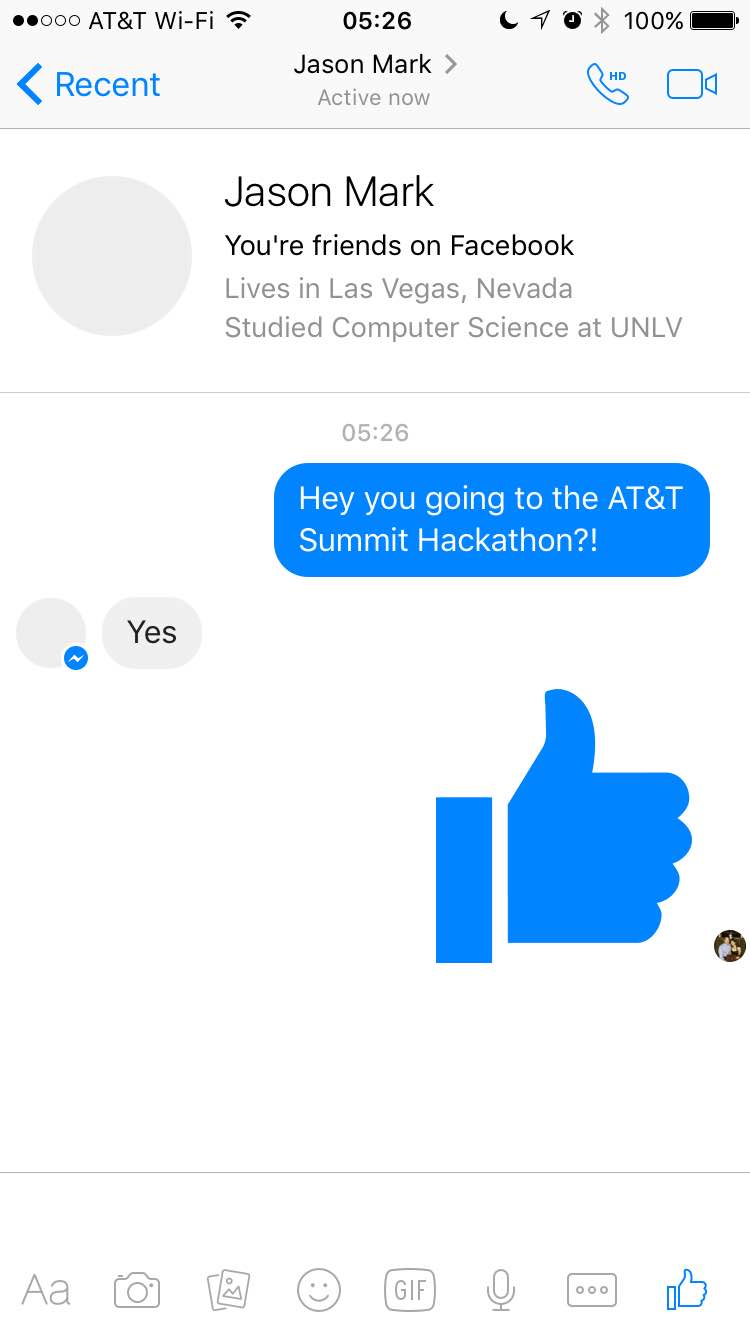 AT&T Wi-Fi 05:26 100%
Recent Jason Mark HD
Active now
Jason Mark
You're friends on Facebook
Lives in Las Vegas, Nevada
Studied Computer Science at UNLV
05:26
Hey you going to the AT&T
Summit Hackathon?!
Yes
Aa GIF